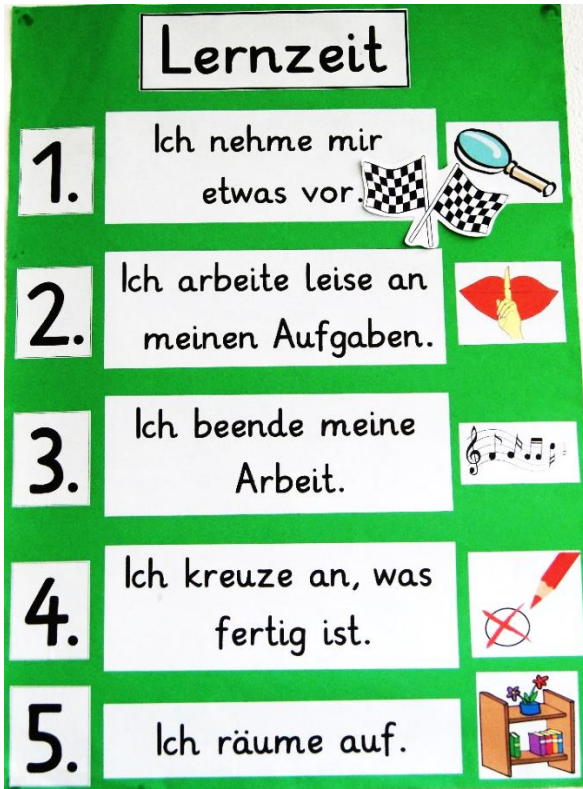 Lernzeit
1.
Ich nehme mir
etwas vor.
2.
Ich arbeite leise an
meinen Aufgaben.
3.
Ich beende meine
Arbeit.
4.
Ich kreuze an, was
fertig ist.
5.
Ich räume auf.